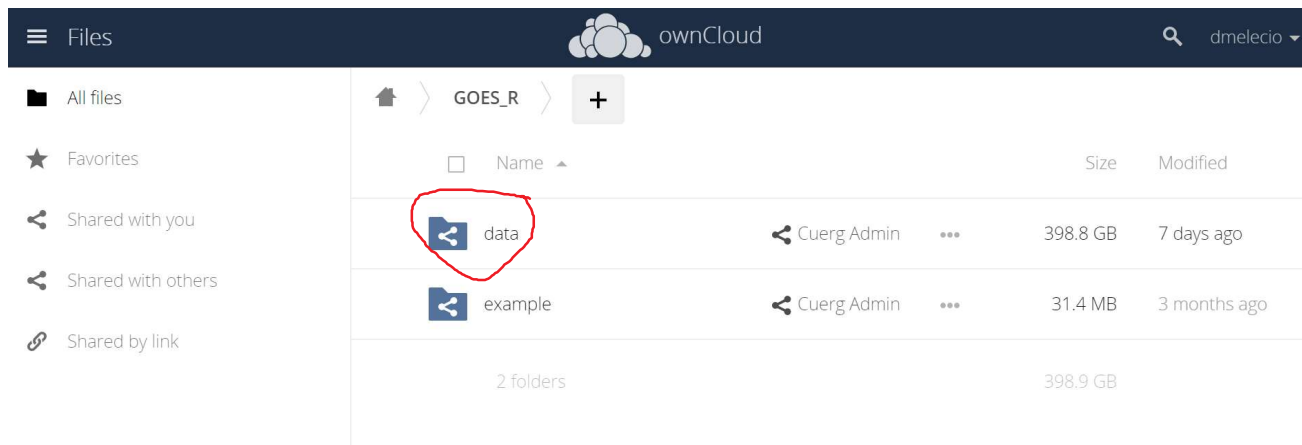 Files ownCloud dmelecio
All files
GOES_R +
Favorites
Name Size Modified
Shared with you
data Cuerg Admin 398.8 GB 7 days ago
Shared with others
example Cuerg Admin 31.4 MB 3 months ago
Shared by link
2 folders 398.9 GB